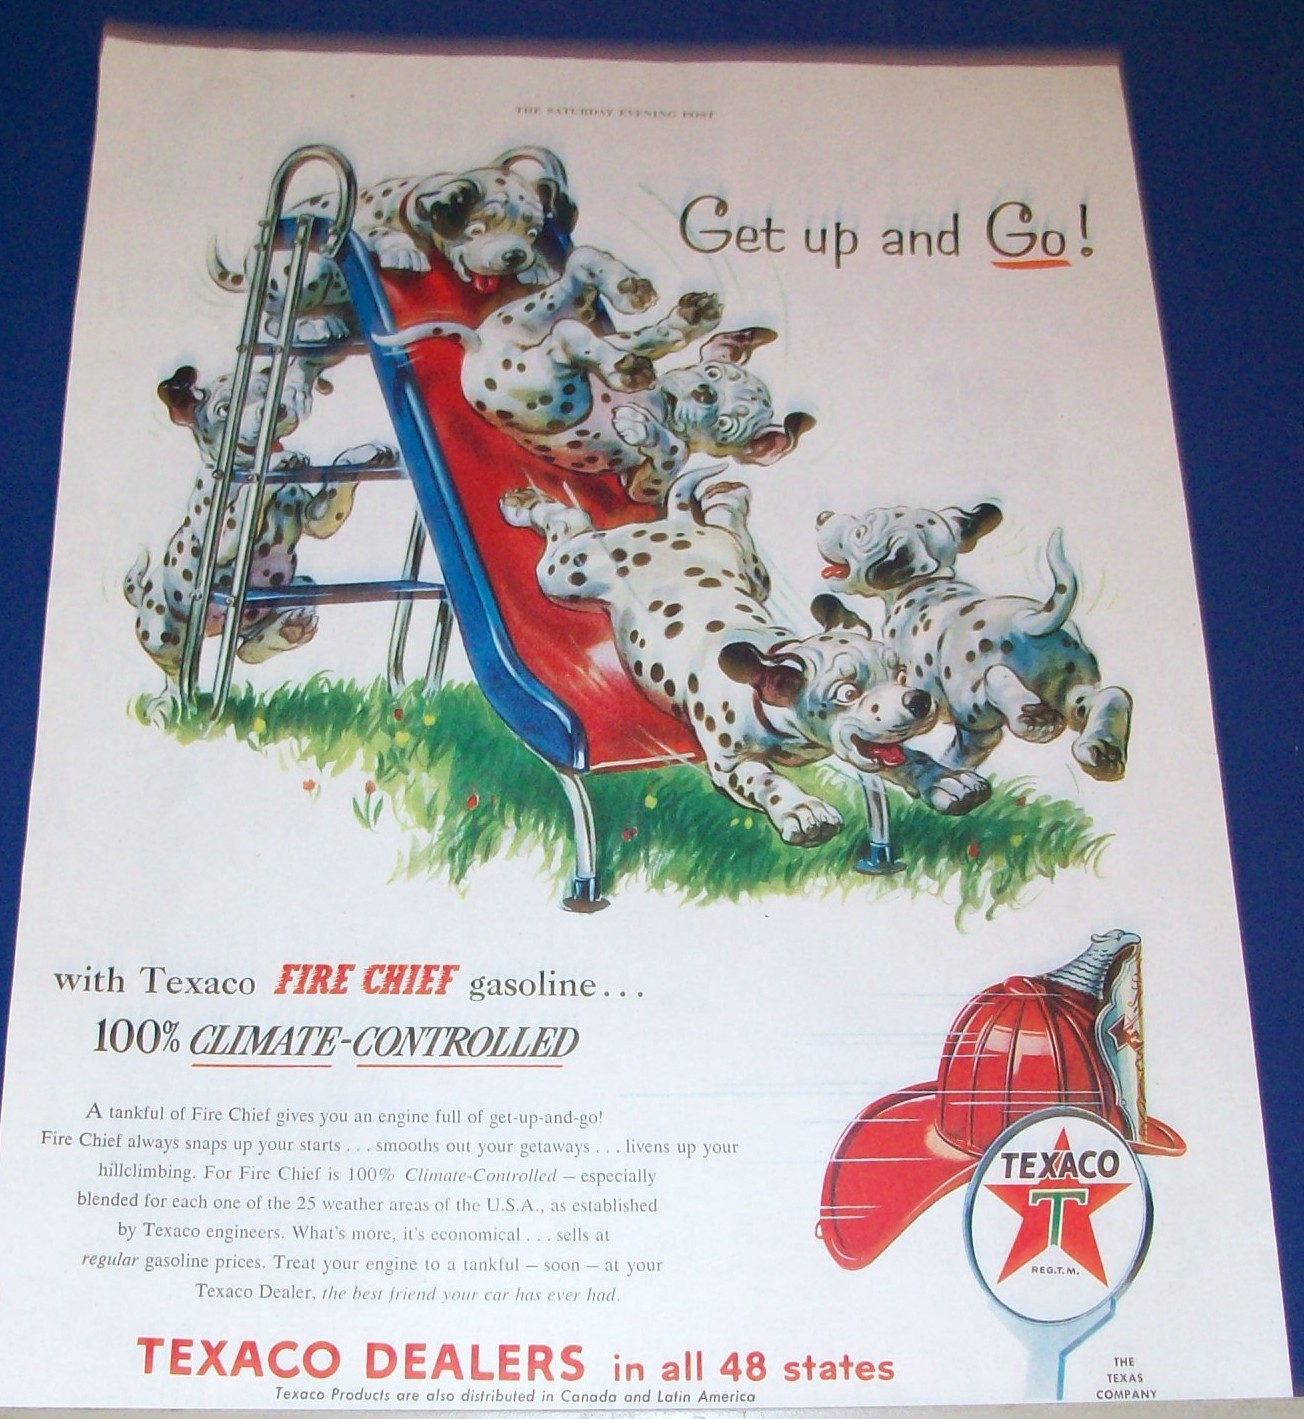 THE SATURDAY EVENING POST
Get up and Go!
with Texaco FIRE CHIEF gasoline...
100% CLIMATE-CONTROLLED
A tankful of Fire Chief gives you an engine full of get-up-and-go!
Fire Chief always snaps up your starts . . . smooths out your getaways . . . livens up your
hillclimbing. For Fire Chief is 100% Climate-Controlled — especially
blended for each one of the 25 weather areas of the U.S.A., as established
by Texaco engineers. What's more, it's economical . . . sells at
regular gasoline prices. Treat your engine to a tankful — soon — at your
Texaco Dealer, the best friend your car has ever had.
TEXACO
T
REG.T.M.
TEXACO DEALERS in all 48 states
Texaco Products are also distributed in Canada and Latin America
THE
TEXAS
COMPANY